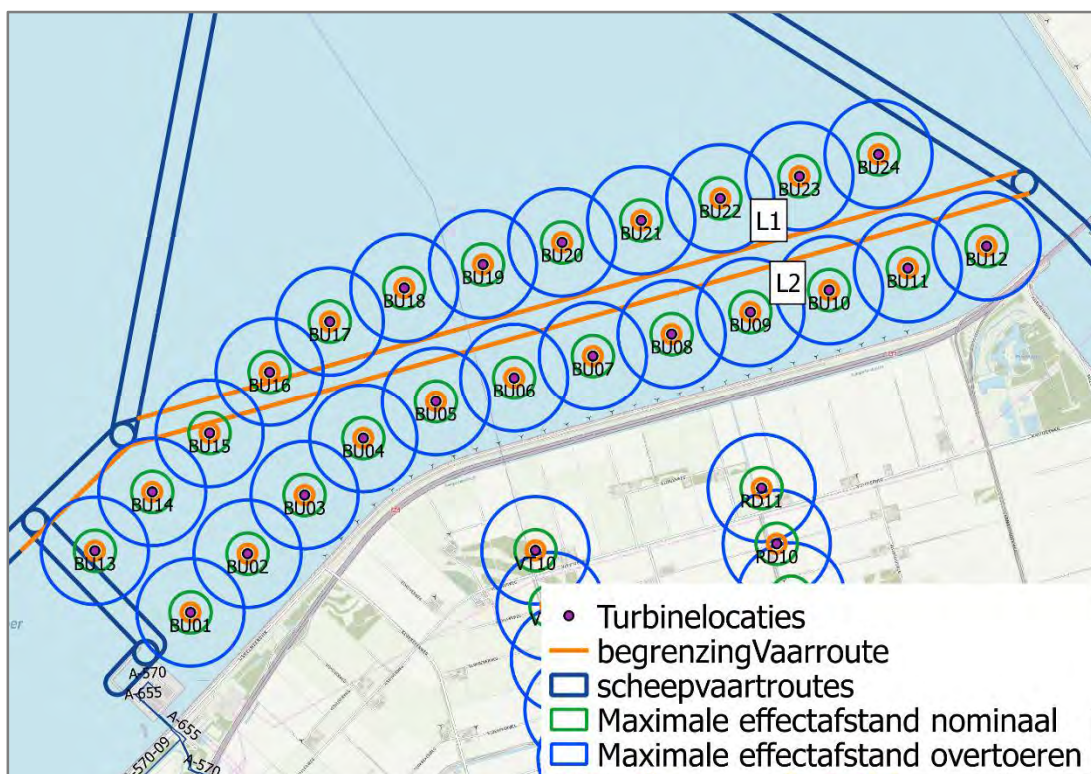 BU24
BU23
BU22
L1
BU21
BU20
BU12
BU19
BU11
L2
BU18
BU10
BU09
BU17
BU08
BU07
BU16
BU06
BU05
BU15
BU04
BU14
BU03
RD11
BU13
BU02
VT10
RD10
BU01
A-570
A-655
A-655
A-570-09
A-570
Turbinelocaties
begrenzingVaarroute
scheepvaartroutes
Maximale effectafstand nominaal
Maximale effectafstand overtoeren